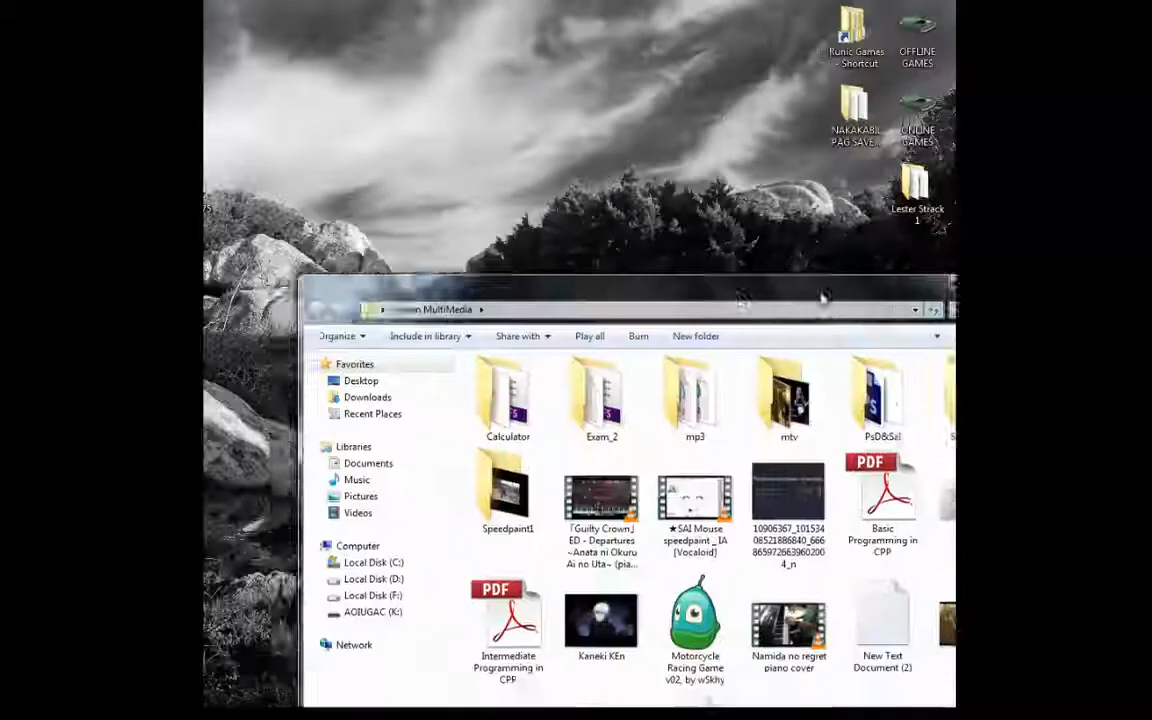 Runic Games
- Shortcut
OFFLINE
GAMES
NAKAKABIL
PAG SAVE...
ONLINE
GAMES
Lester Strack
1
n MultiMedia
Organize
Include in library
Share with
Play all
Burn
New folder
Favorites
Desktop
Downloads
Recent Places
Libraries
Documents
Music
Pictures
Videos
Computer
Local Disk (C:)
Local Disk (D:)
Local Disk (F:)
AOIUGAC (K:)
Network
Calculator
Exam_2
mp3
mtv
PsD&SaI
Speedpaint1
「Guilty Crown」
ED - Departures
~Anata ni Okuru
Ai no Uta~ (pia...
★SAI Mouse
speedpaint _ IA
[Vocaloid]
10906367_101534
08521886840_666
865972663960200
4_n
PDF
Basic
Programming in
CPP
PDF
Intermediate
Programming in
CPP
Kaneki KEn
Motorcycle
Racing Game
v02, by wSkhy
Namida no regret
piano cover
New Text
Document (2)